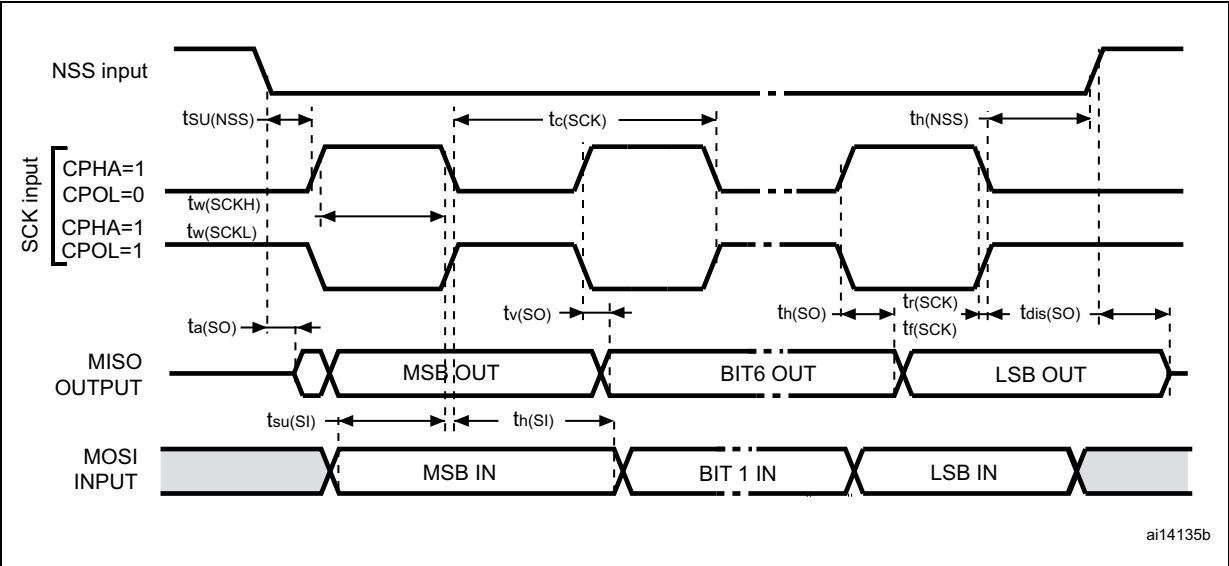 NSS input
tSU(NSS)
tc(SCK)
th(NSS)
SCK input
CPHA=1
CPOL=0
tw(SCKH)
CPHA=1
tw(SCKL)
CPOL=1
ta(SO)
tv(SO)
th(SO)
tr(SCK)
tf(SCK)
tdis(SO)
MISO
OUTPUT
MSB OUT
BIT6 OUT
LSB OUT
tsu(SI)
th(SI)
MOSI
INPUT
MSB IN
BIT 1 IN
LSB IN
ai14135b